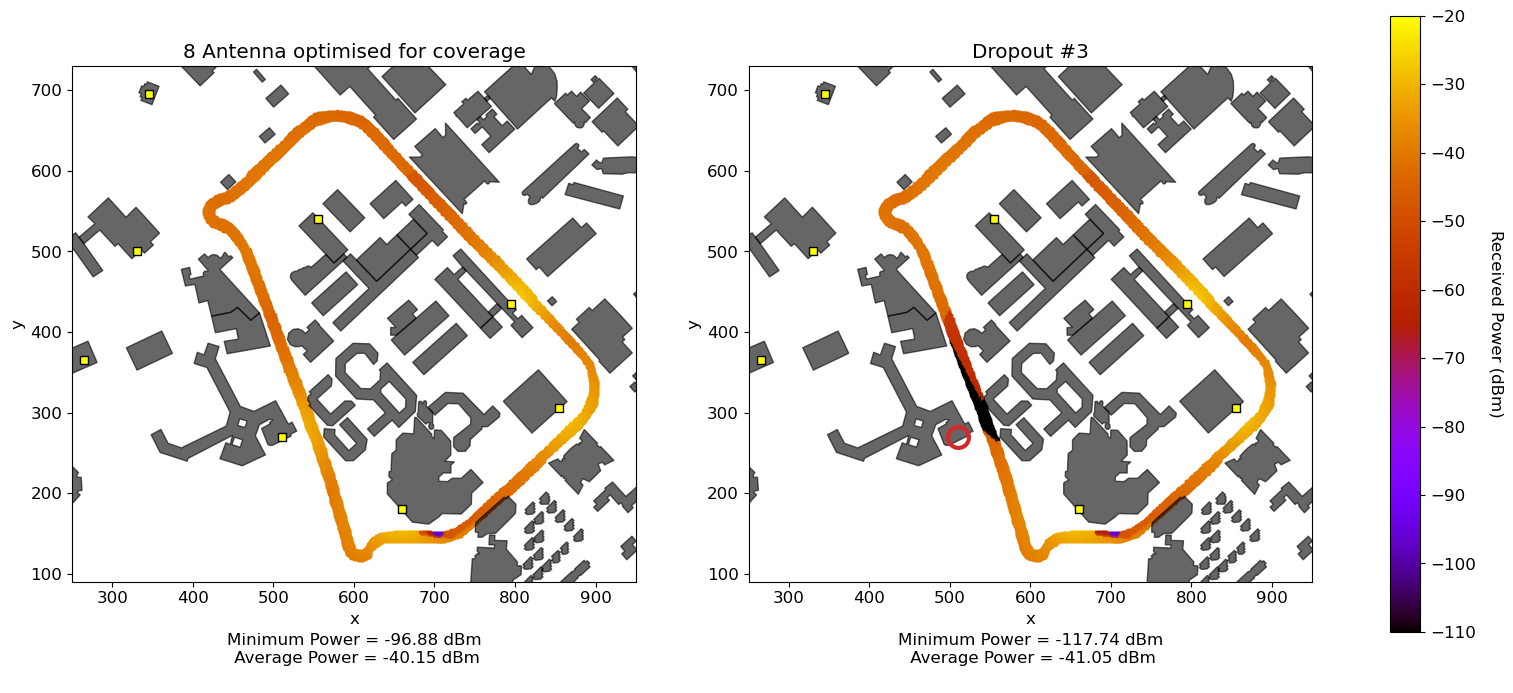 8 Antenna optimised for coverage
700
600
500
400
300
200
100
y
300 400 500 600 700 800 900
x
Minimum Power = -96.88 dBm
Average Power = -40.15 dBm
Dropout #3
700
600
500
400
300
200
100
y
300 400 500 600 700 800 900
x
Minimum Power = -117.74 dBm
Average Power = -41.05 dBm
−20
−30
−40
−50
−60
−70
−80
−90
−100
−110
Received Power (dBm)